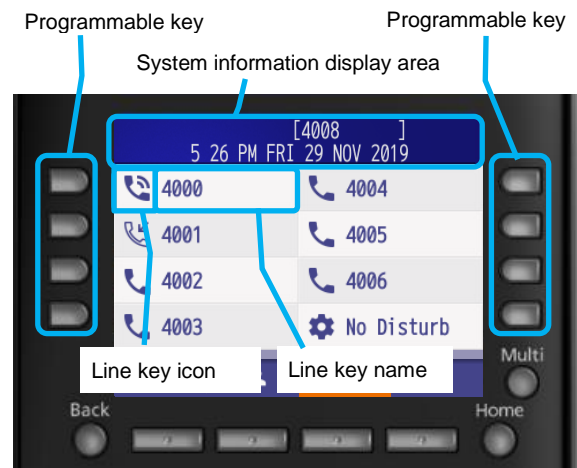 Programmable key Programmable key
System information display area
[4008 ]
5 26 PM FRI 29 NOV 2019
4000 4004
4001 4005
4002 4006
4003 No Disturb
Line key icon Line key name
Multi
Back Home